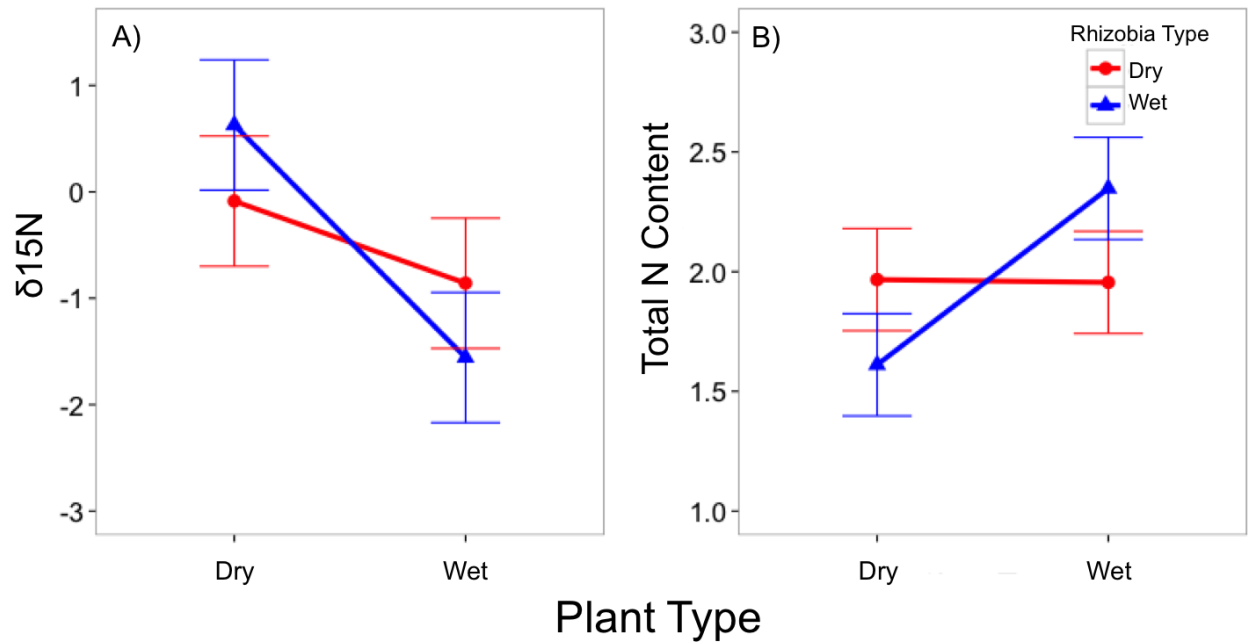 A)
δ15N
1
0
-1
-2
-3
Dry
Wet
B)
Rhizobia Type
Dry
Wet
Total N Content
3.0
2.5
2.0
1.5
1.0
Dry
Wet
Plant Type